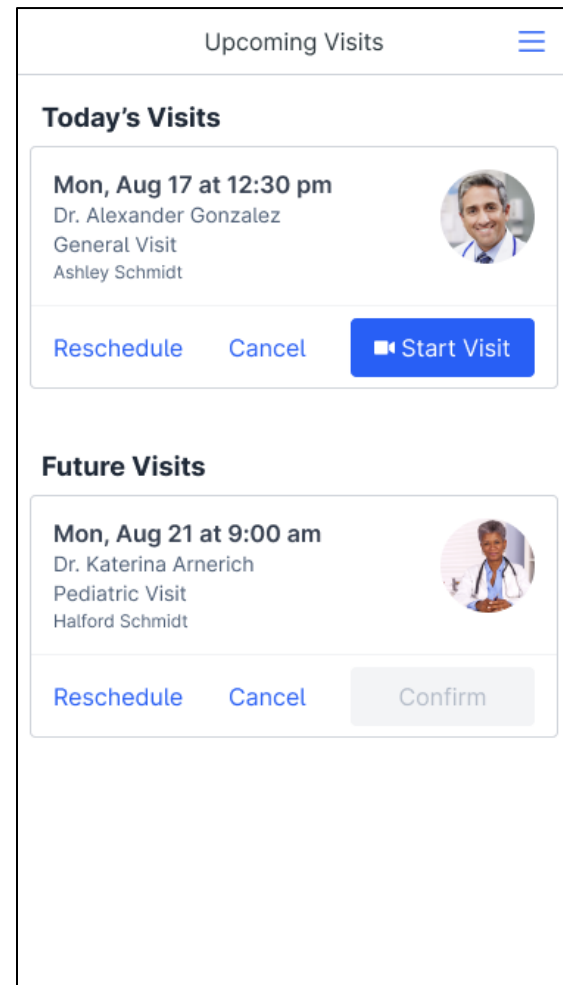 Upcoming Visits
Today’s Visits
Mon, Aug 17 at 12:30 pm
Dr. Alexander Gonzalez
General Visit
Ashley Schmidt
Reschedule Cancel Start Visit
Future Visits
Mon, Aug 21 at 9:00 am
Dr. Katerina Arnerich
Pediatric Visit
Halford Schmidt
Reschedule Cancel Confirm